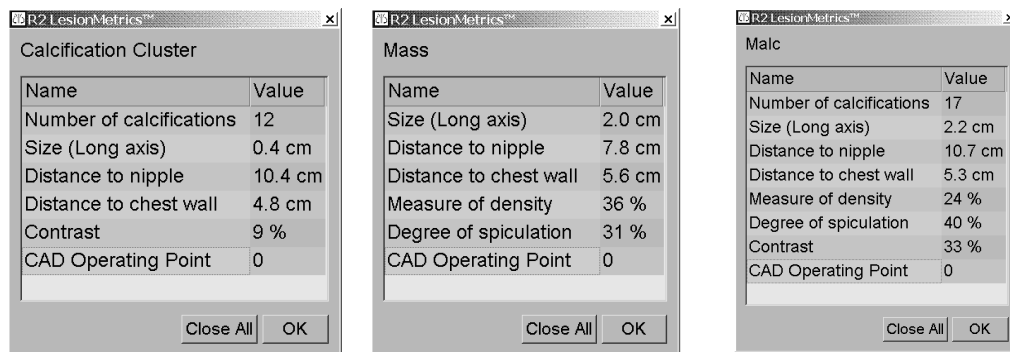 R2 LesionMetrics™
Calcification Cluster
Name Value
Number of calcifications 12
Size (Long axis) 0.4 cm
Distance to nipple 10.4 cm
Distance to chest wall 4.8 cm
Contrast 9 %
CAD Operating Point 0
Close All OK
R2 LesionMetrics™
Mass
Name Value
Size (Long axis) 2.0 cm
Distance to nipple 7.8 cm
Distance to chest wall 5.6 cm
Measure of density 36 %
Degree of spiculation 31 %
CAD Operating Point 0
Close All OK
R2 LesionMetrics™
Malc
Name Value
Number of calcifications 17
Size (Long axis) 2.2 cm
Distance to nipple 10.7 cm
Distance to chest wall 5.3 cm
Measure of density 24 %
Degree of spiculation 40 %
Contrast 33 %
CAD Operating Point 0
Close All OK